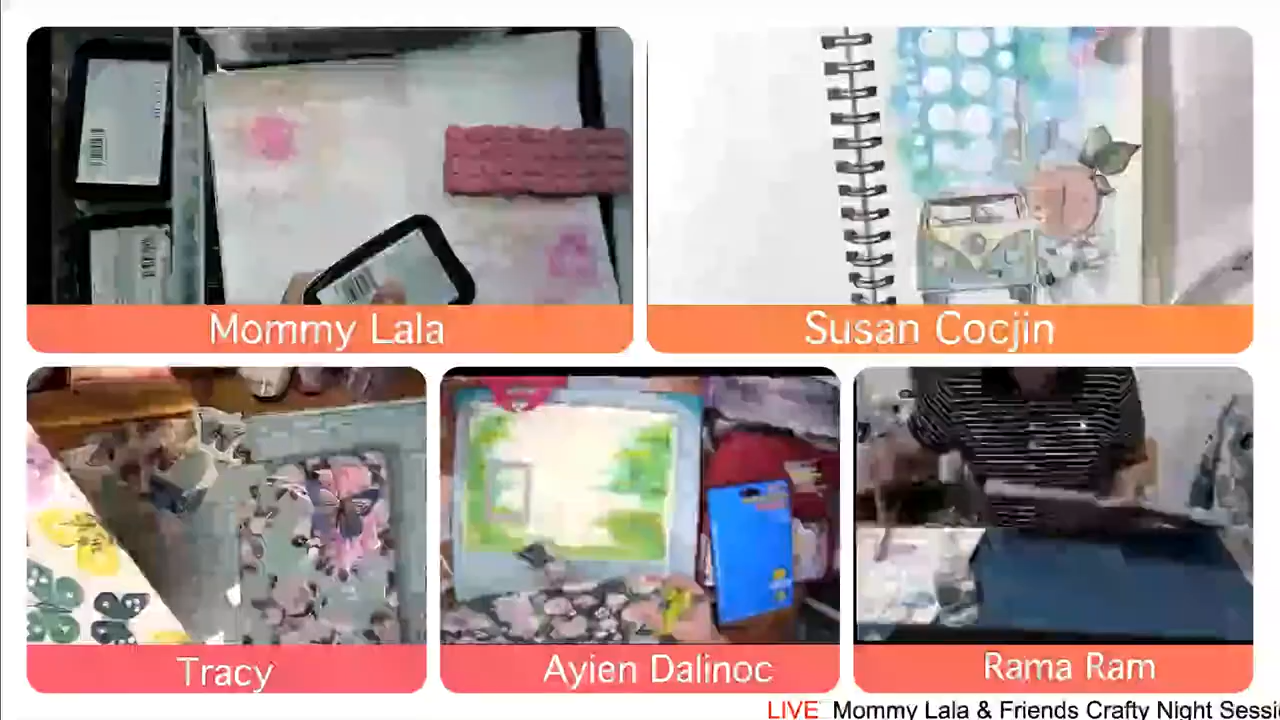 Mommy Lala
Susan Cocjin
Tracy
Ayien Dalinoc
Rama Ram
LIVE Mommy Lala & Friends Crafty Night Sessi